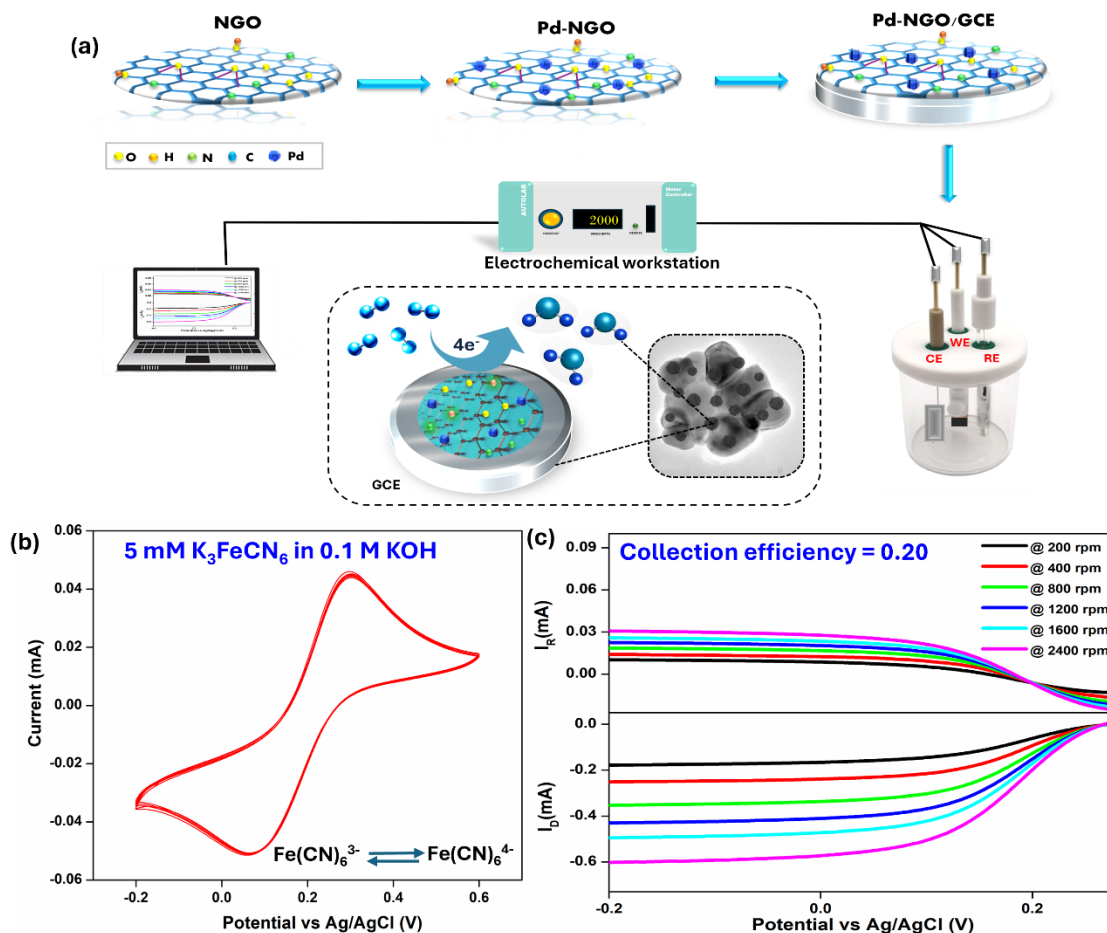 (a)
NGO
Pd-NGO
Pd-NGO/GCE
O H N C Pd
AUTOLAB
2000
Motor Controller
Electrochemical workstation
4e-
GCE
CE
WE
RE
(b)
5 mM K3FeCN6 in 0.1 M KOH
0.06
0.04
0.02
0.00
-0.02
-0.04
-0.06
Current (mA)
Fe(CN)6 3- Fe(CN)6 4-
-0.2 0.0 0.2 0.4 0.6
Potential vs Ag/AgCl (V)
(c)
Collection efficiency = 0.20
@ 200 rpm
@ 400 rpm
@ 800 rpm
@ 1200 rpm
@ 1600 rpm
@ 2400 rpm
0.09
0.03
0.00
IR(mA)
0.0
-0.2
-0.4
-0.6
ID(mA)
-0.2 0.0 0.2
Potential vs Ag/AgCl (V)